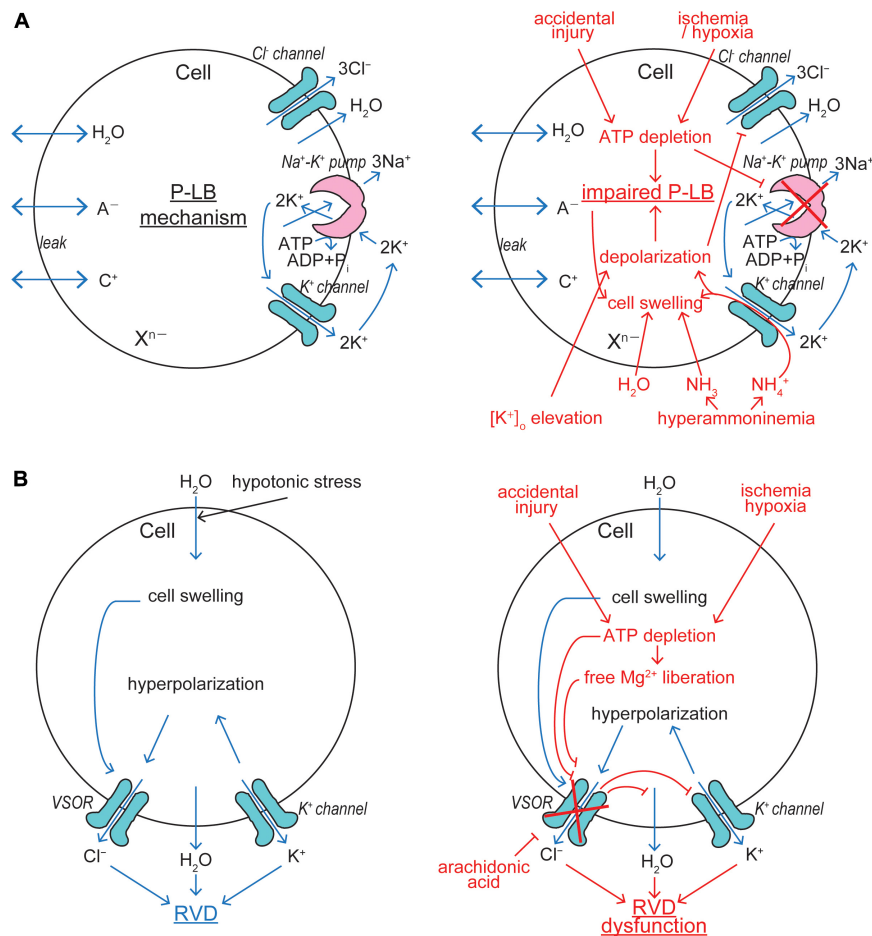 A
Cell
Cl⁻ channel
3Cl⁻
H₂O
H₂O
Na⁺-K⁺ pump
3Na⁺
P-LB
mechanism
2K⁺
A⁻
leak
ATP
ADP+Pᵢ
2K⁺
C⁺
K⁺ channel
Xⁿ⁻
2K⁺
accidental
injury
ischemia
/ hypoxia
Cl⁻ channel
Cell
3Cl⁻
H₂O
H₂O
ATP depletion
Na⁺-K⁺ pump
3Na⁺
impaired P-LB
2K⁺
A⁻
leak
ATP
ADP+Pᵢ
2K⁺
depolarization
C⁺
K⁺ channel
cell swelling
Xⁿ⁻
2K⁺
H₂O
NH₃
NH₄⁺
[K⁺]ₒ elevation
hyperammoninemia
B
H₂O
hypotonic stress
Cell
cell swelling
hyperpolarization
VSOR
K⁺ channel
Cl⁻
H₂O
K⁺
RVD
accidental
injury
H₂O
ischemia
hypoxia
Cell
cell swelling
ATP depletion
free Mg²⁺ liberation
hyperpolarization
VSOR
K⁺ channel
Cl⁻
H₂O
K⁺
arachidonic
acid
RVD
dysfunction